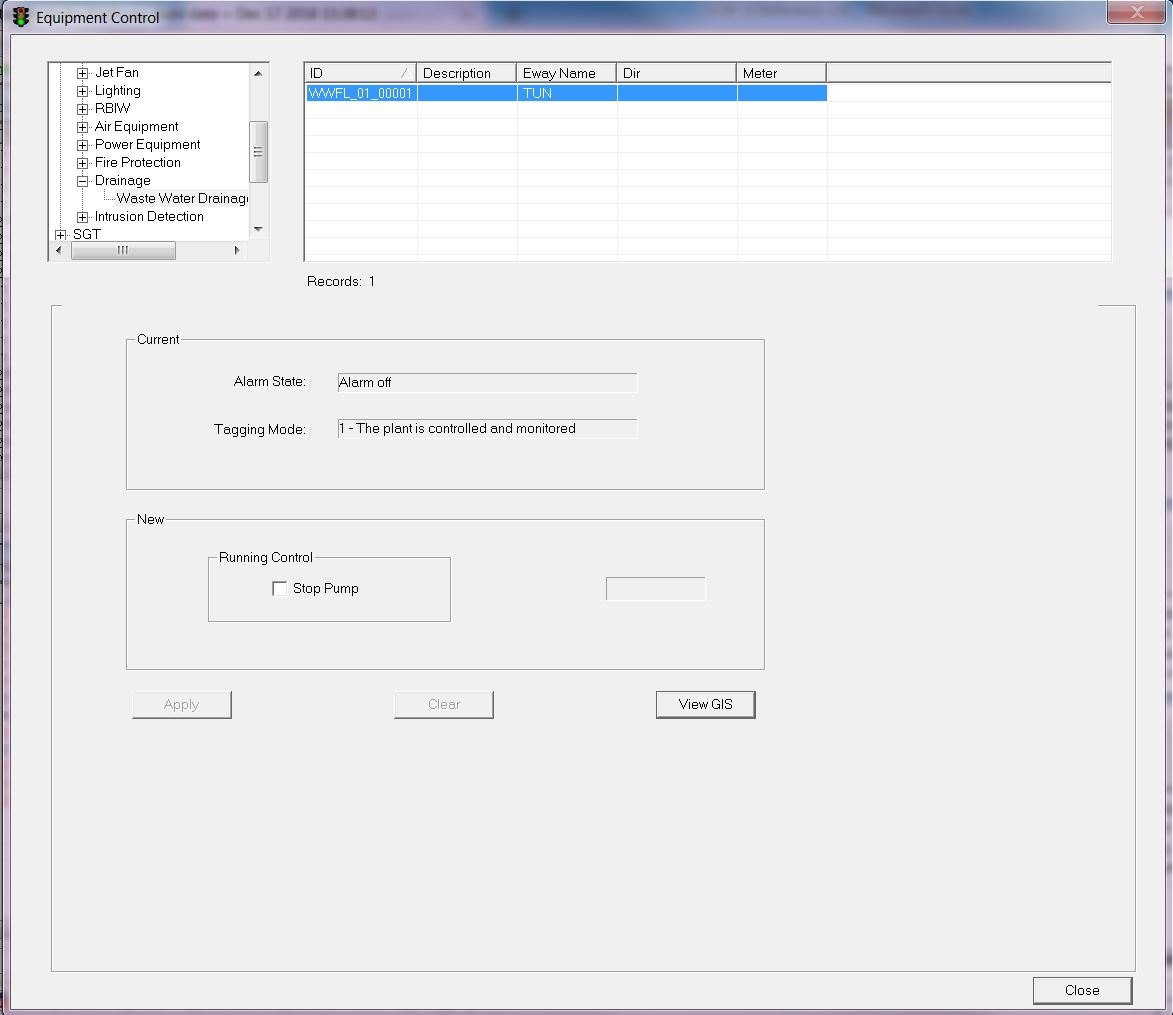 Equipment Control
Jet Fan
Lighting
RBIW
Air Equipment
Power Equipment
Fire Protection
Drainage
Waste Water Drainag
Intrusion Detection
SGT
ID Description Eway Name Dir Meter
WWFL_01_00001 TUN
Records: 1
Current
Alarm State: Alarm off
Tagging Mode: 1 - The plant is controlled and monitored
New
Running Control
Stop Pump
Apply Clear View GIS
Close